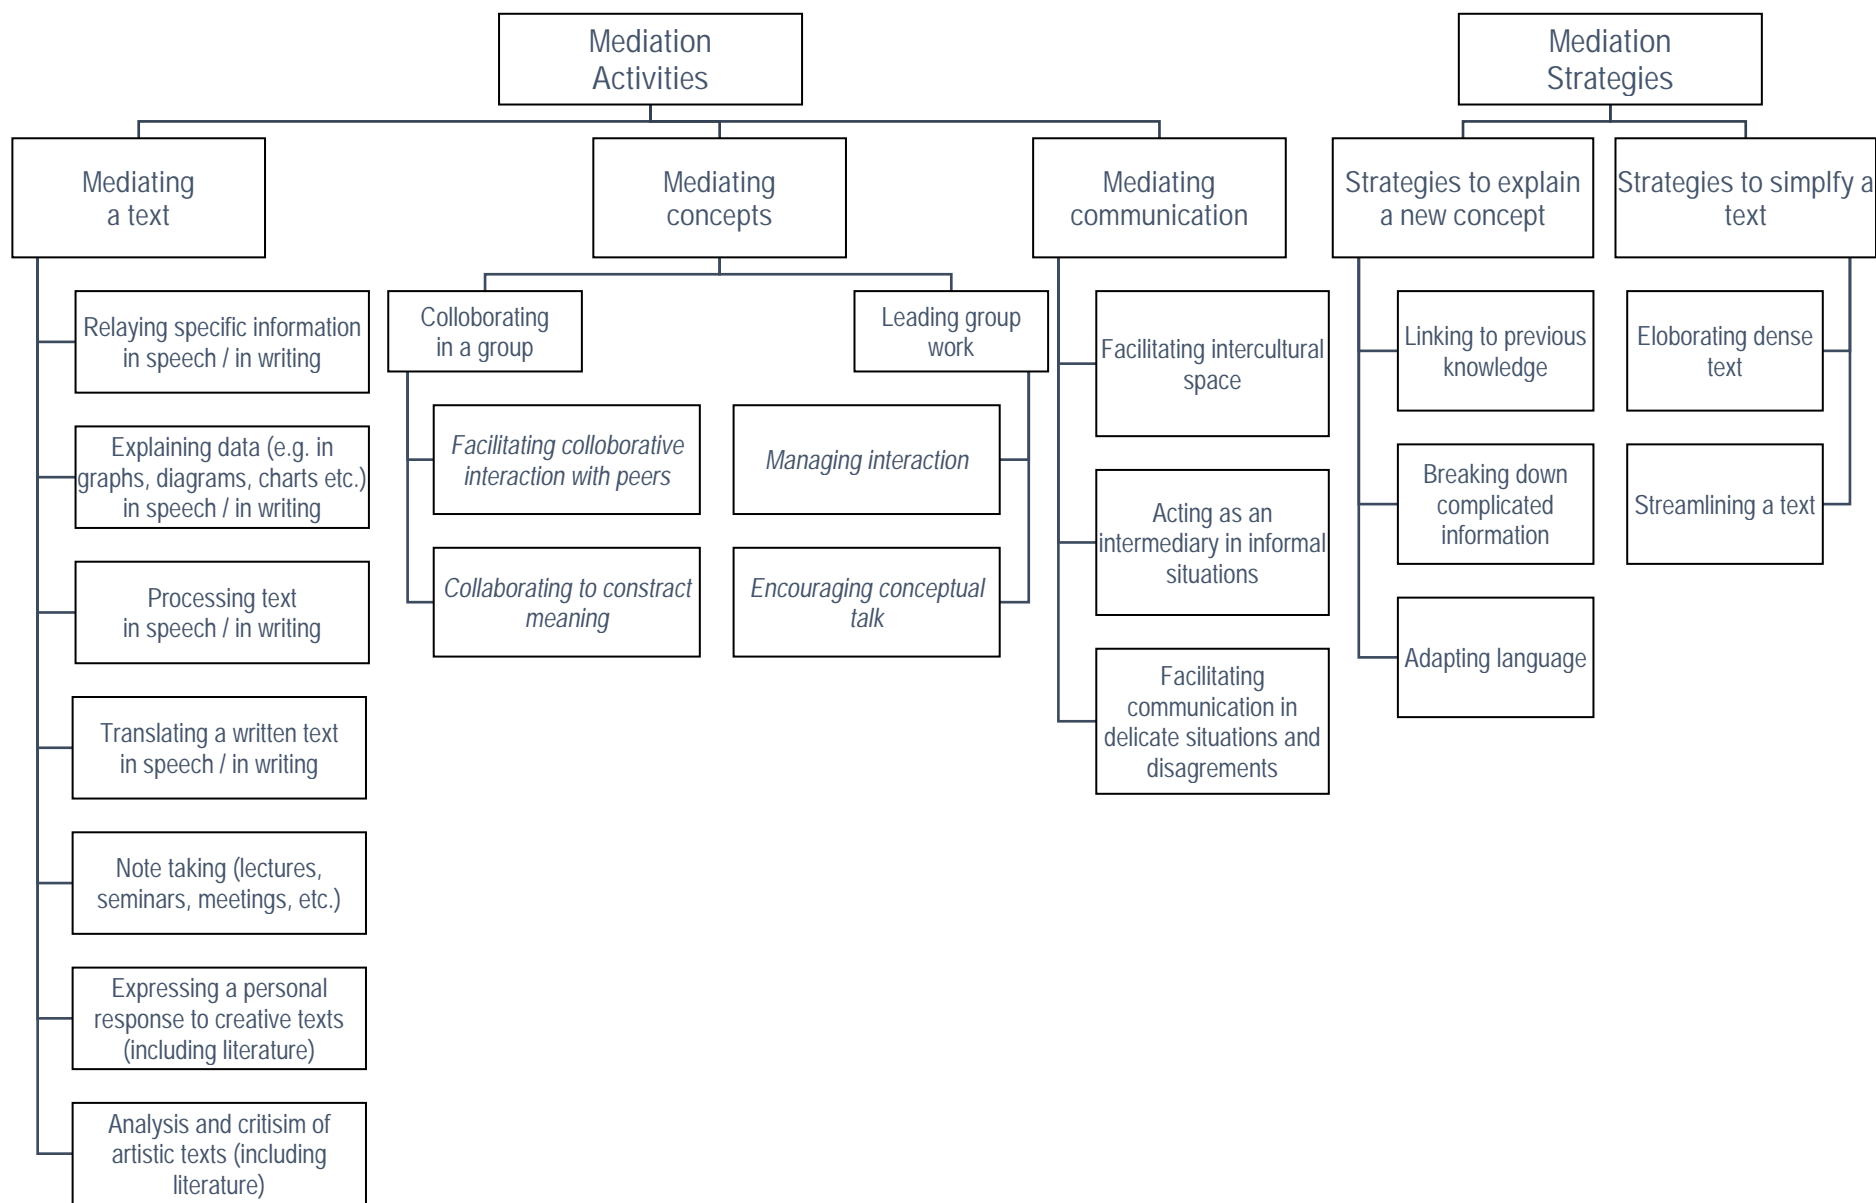 Mediation
Activities
Mediation
Strategies
Mediating
a text
Mediating
concepts
Mediating
communication
Strategies to explain
a new concept
Strategies to simplfy a
text
Relaying specific information
in speech / in writing
Explaining data (e.g. in
graphs, diagrams, charts etc.)
in speech / in writing
Processing text
in speech / in writing
Translating a written text
in speech / in writing
Note taking (lectures,
seminars, meetings, etc.)
Expressing a personal
response to creative texts
(including literature)
Analysis and critisim of
artistic texts (including
literature)
Colloborating
in a group
Facilitating colloborative
interaction with peers
Collaborating to constract
meaning
Leading group
work
Managing interaction
Encouraging conceptual
talk
Facilitating intercultural
space
Acting as an
intermediary in informal
situations
Facilitating
communication in
delicate situations and
disagrements
Linking to previous
knowledge
Breaking down
complicated
information
Adapting language
Eloborating dense
text
Streamlining a text